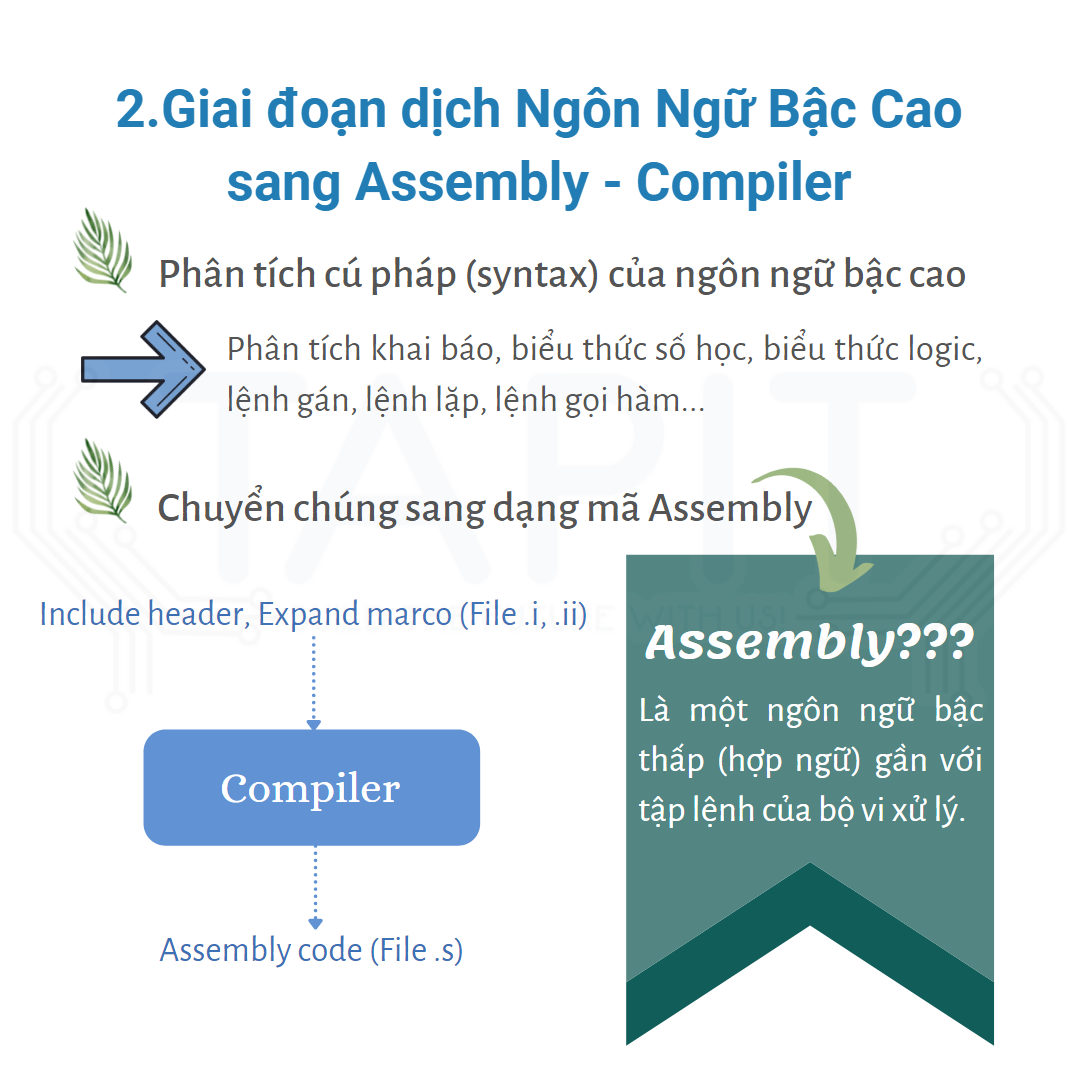 2.Giai đoạn dịch Ngôn Ngữ Bậc Cao
sang Assembly - Compiler
Phân tích cú pháp (syntax) của ngôn ngữ bậc cao
Phân tích khai báo, biểu thức số học, biểu thức logic,
lệnh gán, lệnh lặp, lệnh gọi hàm...
TAPIT
Chuyển chúng sang dạng mã Assembly
Include header, Expand marco (File .i, .ii)
WITH US!
Compiler
Assembly code (File .s)
Assembly???
Là một ngôn ngữ bậc
thấp (hợp ngữ) gần với
tập lệnh của bộ vi xử lý.